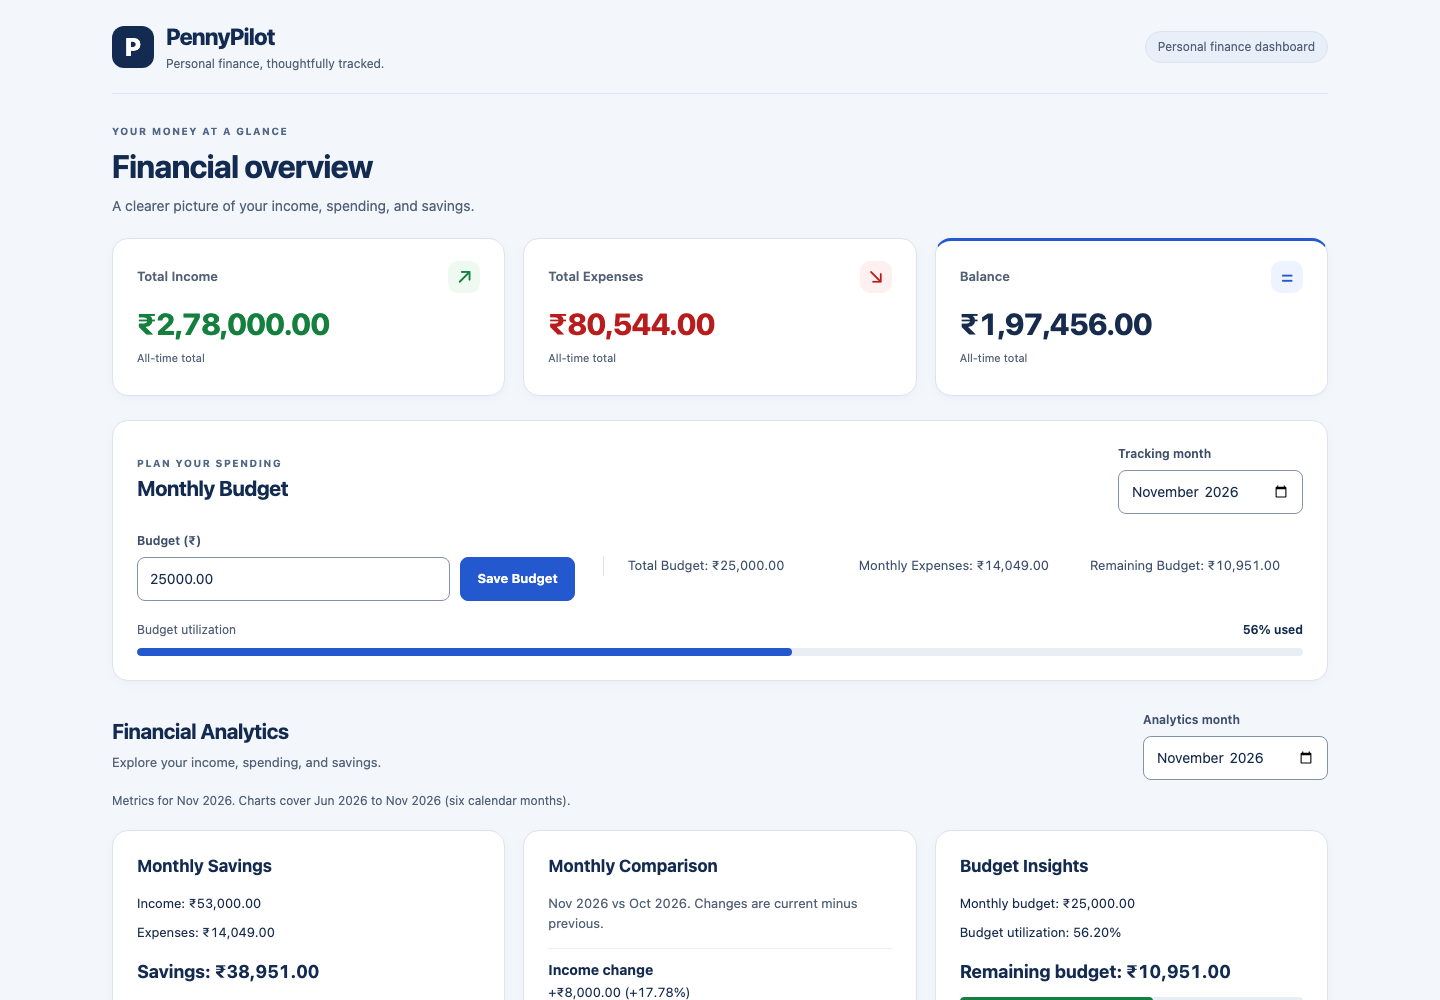 P
PennyPilot
Personal finance, thoughtfully tracked.
Personal finance dashboard
YOUR MONEY AT A GLANCE
Financial overview
A clearer picture of your income, spending, and savings.
Total Income
₹2,78,000.00
All-time total
Total Expenses
₹80,544.00
All-time total
Balance
=
₹1,97,456.00
All-time total
PLAN YOUR SPENDING
Monthly Budget
Tracking month
November 2026
Budget (₹)
25000.00
Save Budget
Total Budget: ₹25,000.00
Monthly Expenses: ₹14,049.00
Remaining Budget: ₹10,951.00
Budget utilization
56% used
Financial Analytics
Explore your income, spending, and savings.
Analytics month
November 2026
Metrics for Nov 2026. Charts cover Jun 2026 to Nov 2026 (six calendar months).
Monthly Savings
Income: ₹53,000.00
Expenses: ₹14,049.00
Savings: ₹38,951.00
Monthly Comparison
Nov 2026 vs Oct 2026. Changes are current minus
previous.
Income change
+₹8,000.00 (+17.78%)
Budget Insights
Monthly budget: ₹25,000.00
Budget utilization: 56.20%
Remaining budget: ₹10,951.00